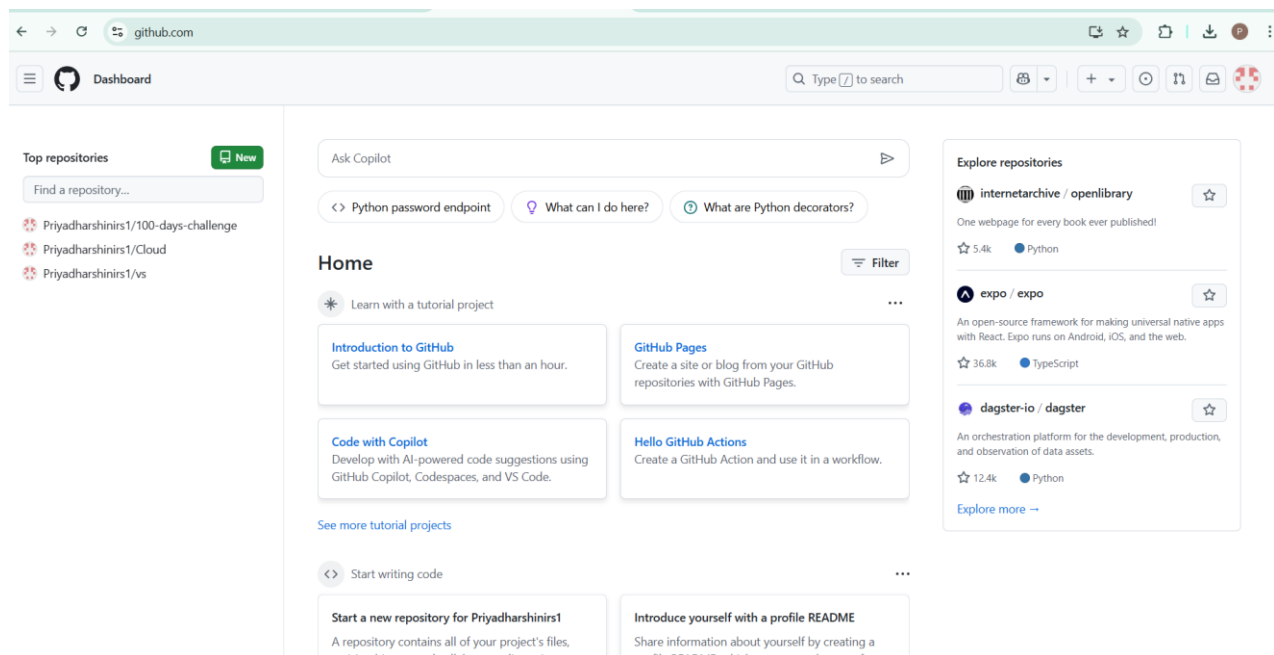 github.com
P
Dashboard
Type / to search
Top repositories
New
Find a repository...
Priyadharshinirs1/100-days-challenge
Priyadharshinirs1/Cloud
Priyadharshinirs1/vs
Ask Copilot
Python password endpoint
What can I do here?
What are Python decorators?
Home
Filter
Learn with a tutorial project
Introduction to GitHub
Get started using GitHub in less than an hour.
GitHub Pages
Create a site or blog from your GitHub
repositories with GitHub Pages.
Code with Copilot
Develop with AI-powered code suggestions using
GitHub Copilot, Codespaces, and VS Code.
Hello GitHub Actions
Create a GitHub Action and use it in a workflow.
See more tutorial projects
Start writing code
Start a new repository for Priyadharshinirs1
A repository contains all of your project's files,
Introduce yourself with a profile README
Share information about yourself by creating a
Explore repositories
internetarchive / openlibrary
One webpage for every book ever published!
5.4k Python
expo / expo
An open-source framework for making universal native apps
with React. Expo runs on Android, iOS, and the web.
36.8k TypeScript
dagster-io / dagster
An orchestration platform for the development, production,
and observation of data assets.
12.4k Python
Explore more →